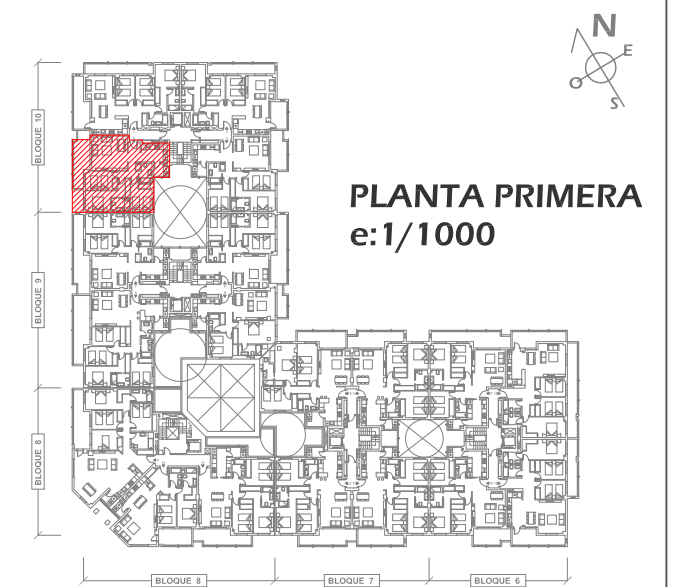 N
E
O
S
BLOQUE 10
PLANTA PRIMERA
e:1/1000
BLOQUE 9
BLOQUE 8
BLOQUE 8
BLOQUE 7
BLOQUE 6